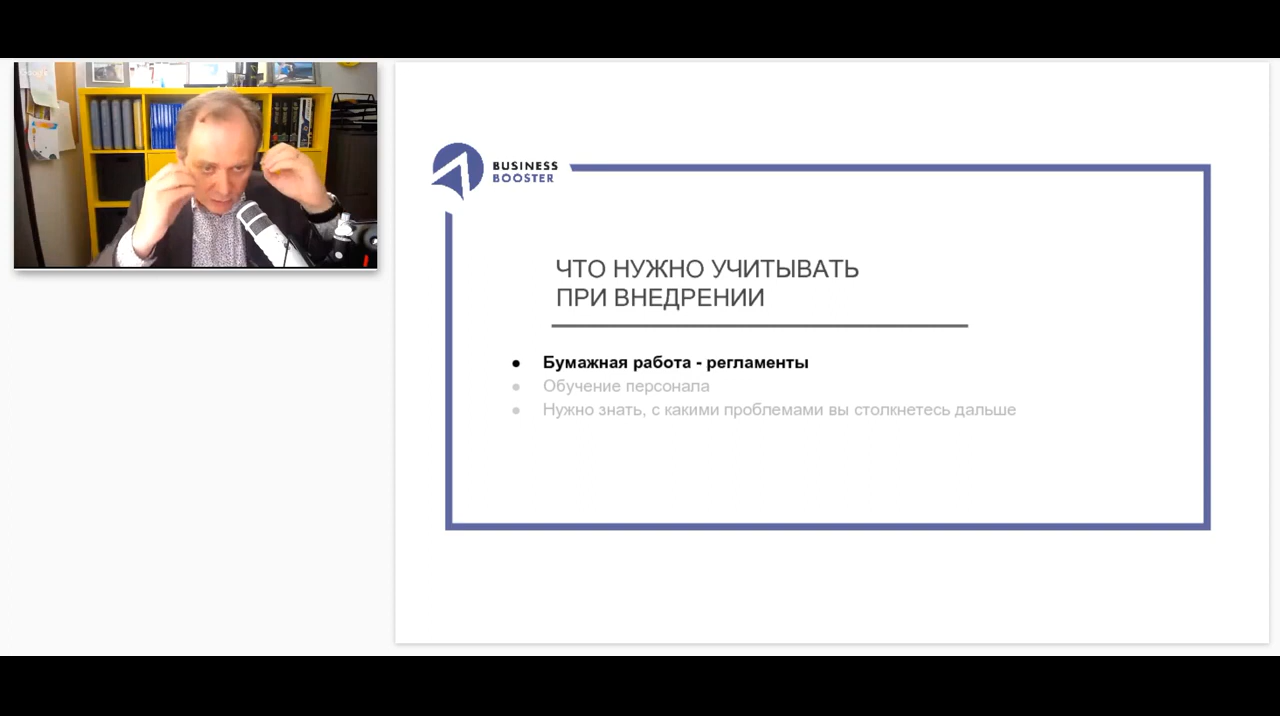 BUSINESS
BOOSTER
ЧТО НУЖНО УЧИТЫВАТЬ
ПРИ ВНЕДРЕНИИ
Бумажная работа - регламенты
Обучение персонала
Нужно знать, с какими проблемами вы столкнетесь дальше